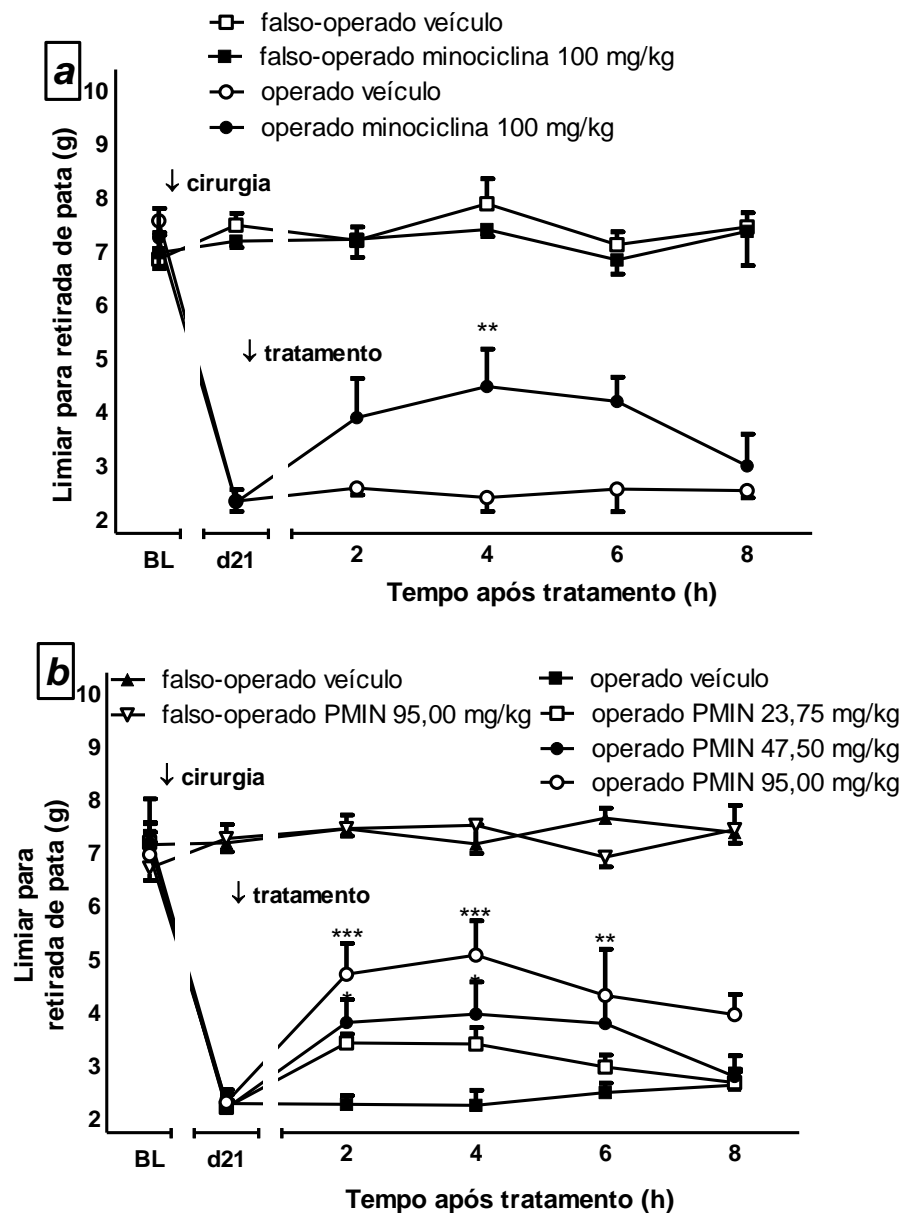 falso-operado veículo
falso-operado minociclina 100 mg/kg
operado veículo
operado minociclina 100 mg/kg
a
Limiar para retirada de pata (g)
10
9
8
7
6
5
4
3
2
↓ cirurgia
↓ tratamento
**
BL
d21
2
4
6
8
Tempo após tratamento (h)
b
falso-operado veículo
falso-operado PMIN 95,00 mg/kg
operado veículo
operado PMIN 23,75 mg/kg
operado PMIN 47,50 mg/kg
operado PMIN 95,00 mg/kg
Limiar para
retirada de pata (g)
10
9
8
7
6
5
4
3
2
↓ cirurgia
↓ tratamento
***
***
**
*
*
BL
d21
2
4
6
8
Tempo após tratamento (h)